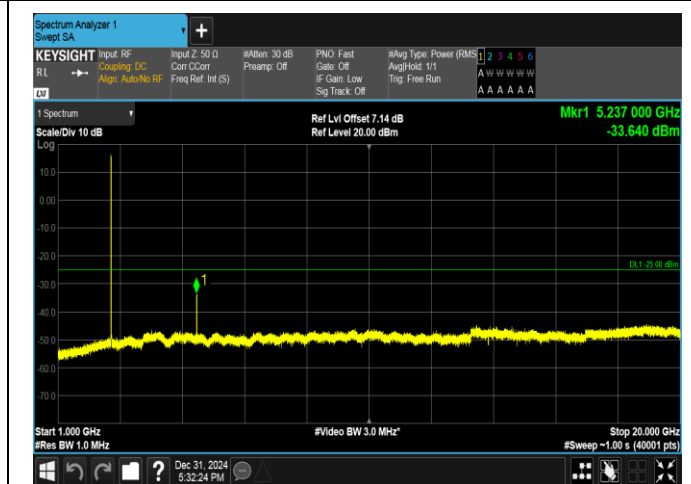 Spectrum Analyzer 1
Swept SA
+
KEYSIGHT
RL
Input: RF
Coupling: DC
Align: Auto/No RF
Input Z: 50 Ω
Corr CCorr
Freq Ref: Int (S)
#Atten: 30 dB
Preamp: Off
PNO: Fast
Gate: Off
IF Gain: Low
Sig Track: Off
#Avg Type: Power (RMS
Avg|Hold: 1/1
Trig: Free Run
1 2 3 4 5 6
A W W W W W
A A A A A A
1 Spectrum
Scale/Div 10 dB
Log
Ref Lvl Offset 7.14 dB
Ref Level 20.00 dBm
Mkr1 5.237 000 GHz
-33.640 dBm
10.0
0.00
-10.0
-20.0
DL1 -25.00 dBm
1
-30.0
-40.0
-50.0
-60.0
-70.0
Start 1.000 GHz
#Res BW 1.0 MHz
#Video BW 3.0 MHz*
Stop 20.000 GHz
#Sweep ~1.00 s (40001 pts)
?
Dec 31, 2024
5:32:24 PM